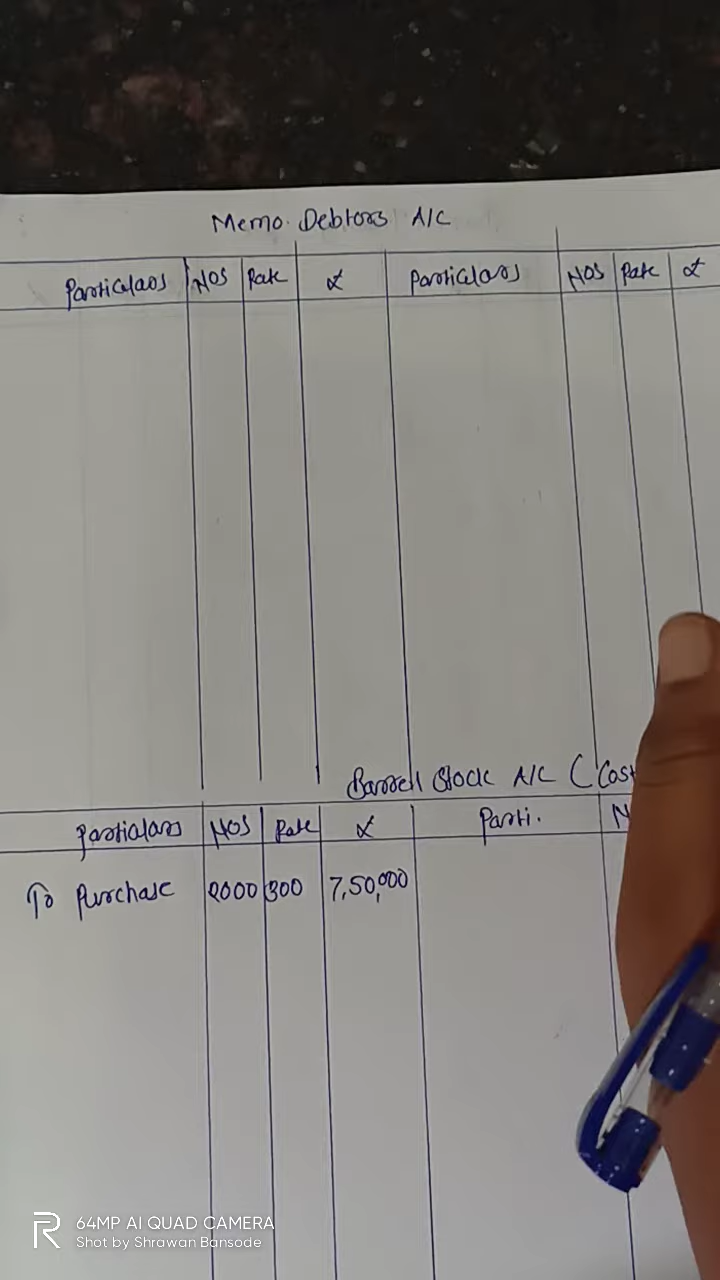 Memo. Debtors A/C
Particulars NOS Rate ₹ Particulars NOS Rate ₹
Barrell Stock A/C (Cost
Particulars NOS Rate ₹ Parti. N
To Purchase 2000 300 7,50,000
64MP AI QUAD CAMERA
Shot by Shrawan Bansode